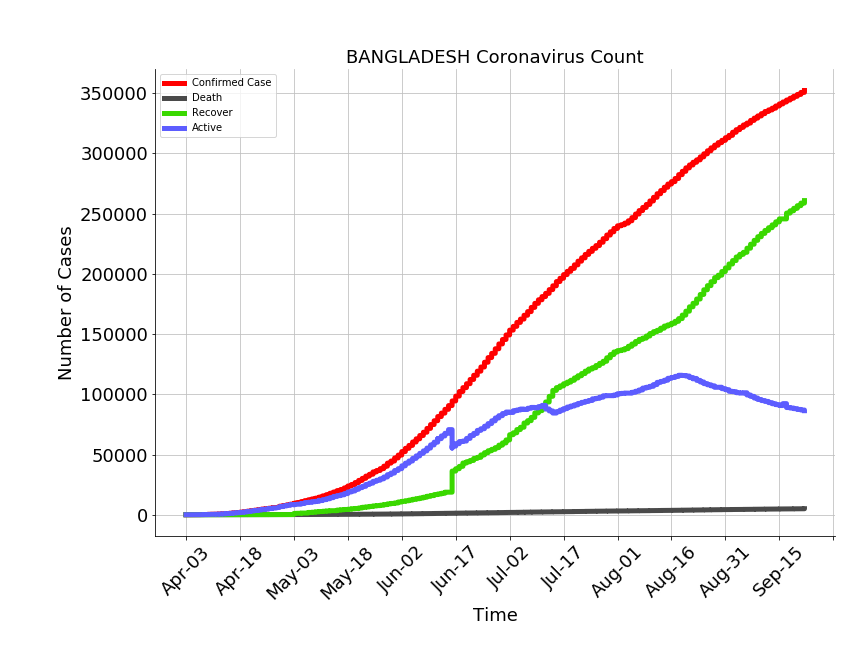 BANGLADESH Coronavirus Count
Confirmed Case
Death
Recover
Active
Number of Cases
350000
300000
250000
200000
150000
100000
50000
0
Apr-03
Apr-18
May-03
May-18
Jun-02
Jun-17
Jul-02
Jul-17
Aug-01
Aug-16
Aug-31
Sep-15
Time